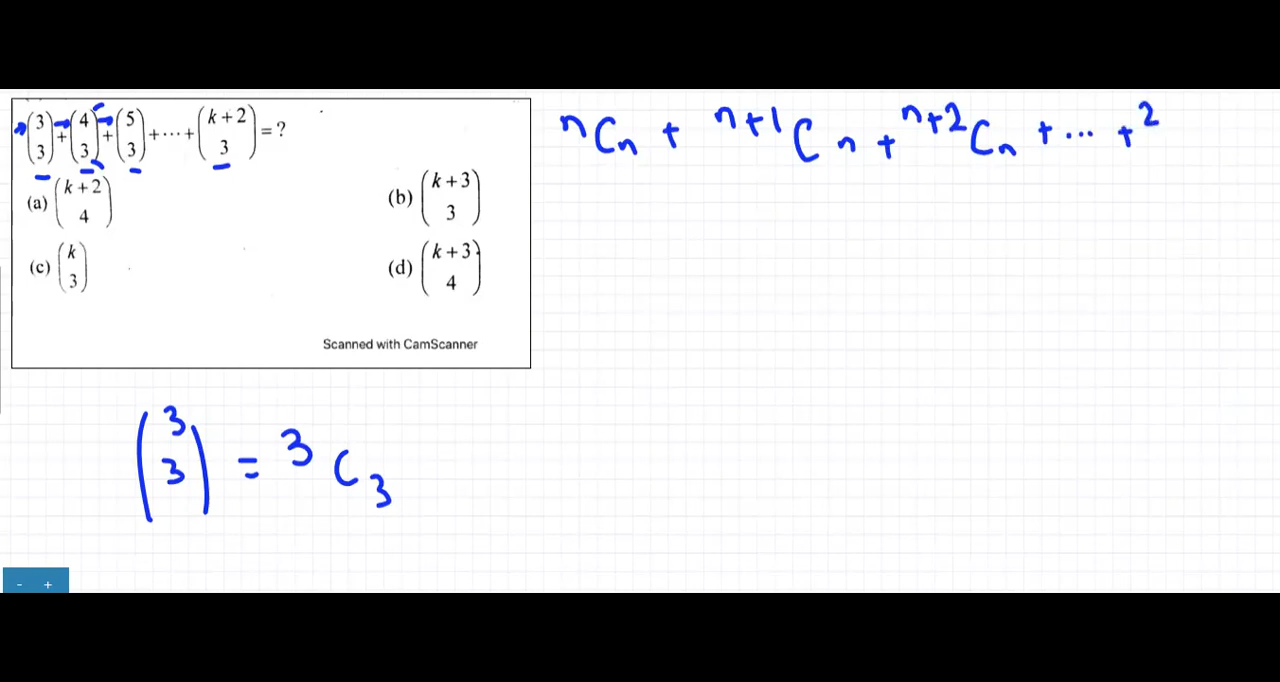 (3 3) + (4 3) + (5 3) + ⋯ + (k+2 3) = ?
(a) (k+2 4)
(b) (k+3 3)
(c) (k 3)
(d) (k+3 4)
Scanned with CamScanner
ⁿCₙ + ⁿ⁺¹Cₙ + ⁿ⁺²Cₙ + ... + ²
(3 3) = ³C₃
- +